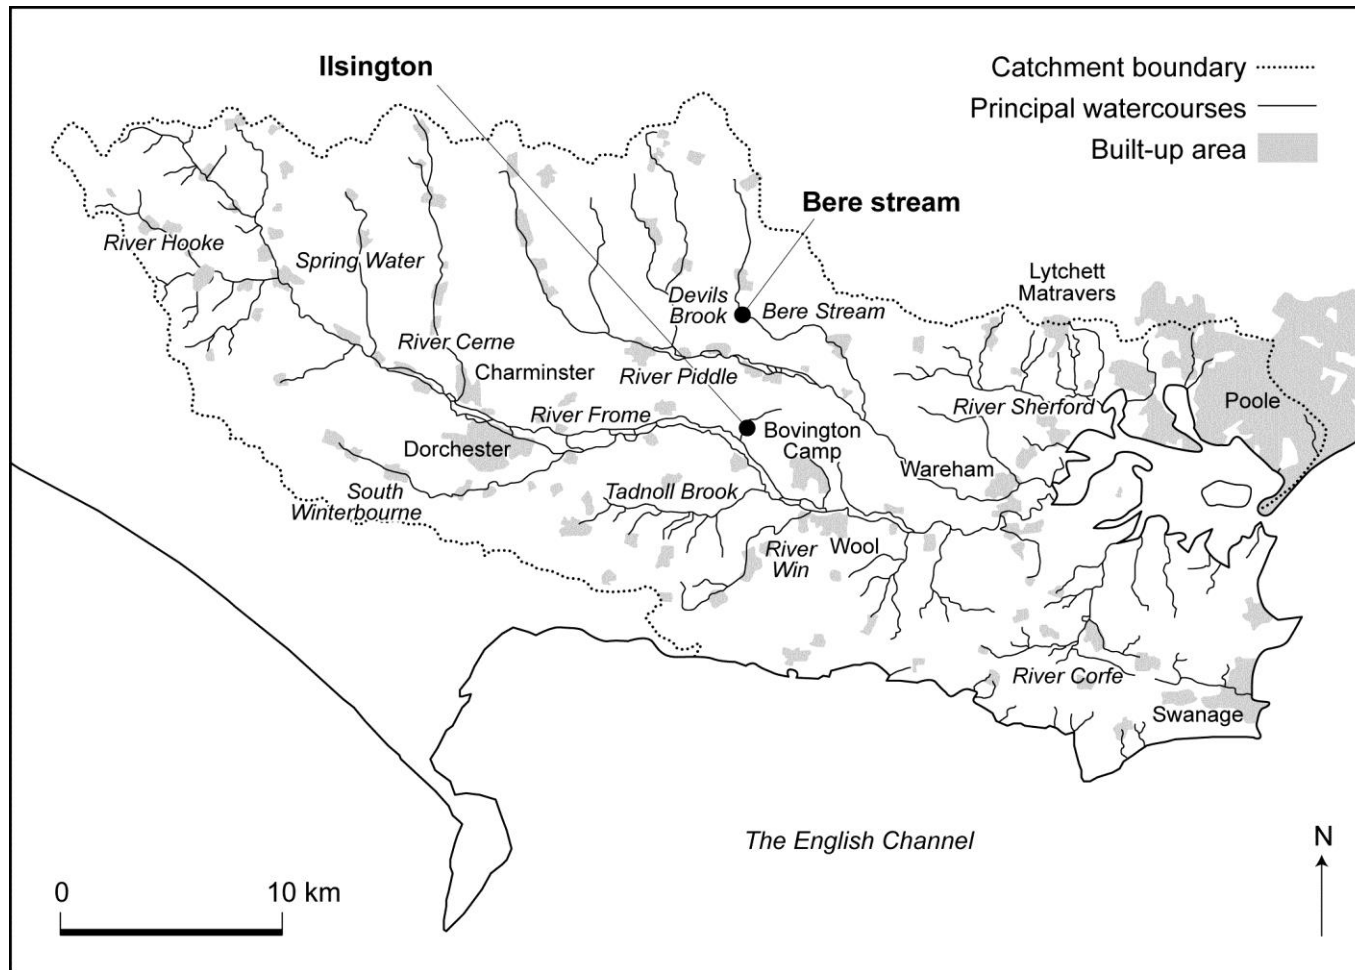 Ilsington
Catchment boundary
Principal watercourses
Built-up area
Bere stream
River Hooke
Spring Water
Devils
Brook
Bere Stream
Lytchett
Matravers
River Cerne
Charminster
River Piddle
River Frome
River Sherford
Poole
Dorchester
Bovington
Camp
Wareham
South
Winterbourne
Tadnoll Brook
River
Win
Wool
River Corfe
Swanage
The English Channel
N
0 10 km